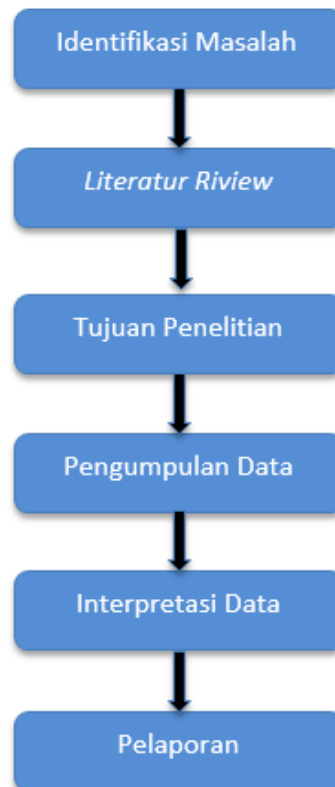 Identifikasi Masalah
Literatur Riview
Tujuan Penelitian
Pengumpulan Data
Interpretasi Data
Pelaporan